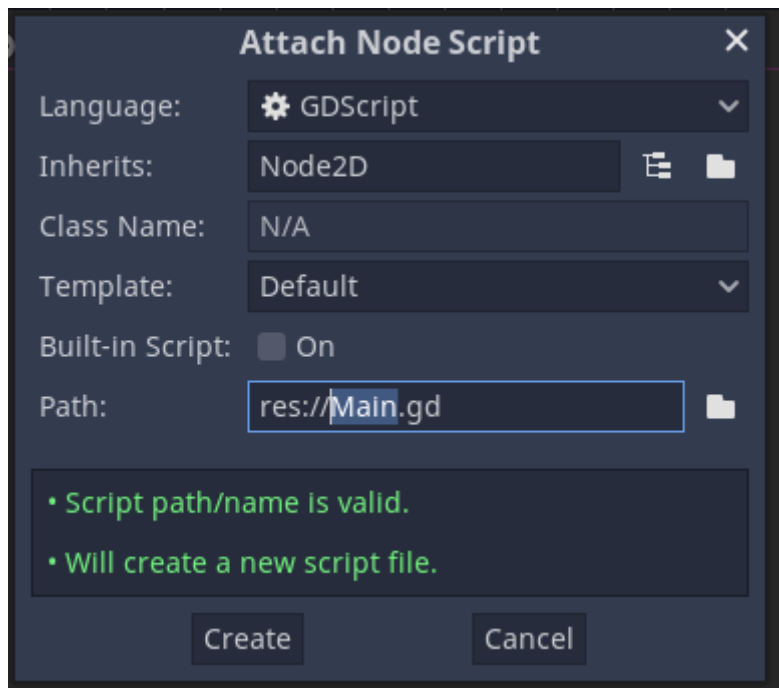 Attach Node Script
Language: GDScript
Inherits: Node2D
Class Name: N/A
Template: Default
Built-in Script: On
Path: res://Main.gd
• Script path/name is valid.
• Will create a new script file.
Create Cancel